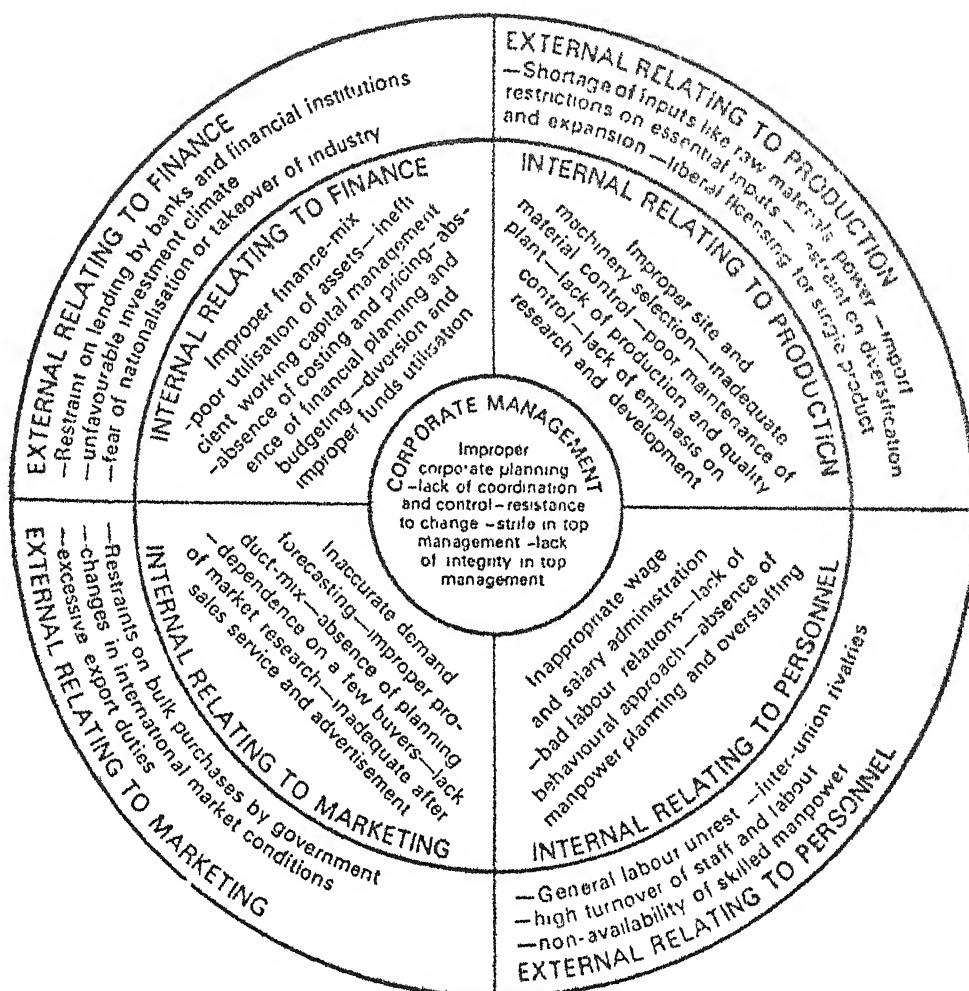 EXTERNAL RELATING TO FINANCE
—Restraint on lending by banks and financial institutions
—unfavourable investment climate
—fear of nationalisation or takeover of industry
INTERNAL RELATING TO FINANCE
Improper finance-mix
-poor utilisation of assets—ineffi
cient working capital management
-absence of costing and pricing-abs-
ence of financial planning and
budgeting—diversion and
improper funds utilisation
EXTERNAL RELATING TO PRODUCTION
—Shortage of inputs like raw materials power —import
restrictions on essential inputs — straint on diversification
and expansion —liberal licensing for single product
INTERNAL RELATING TO PRODUCTION
Improper site and
machinery selection—inadequate
material control—poor maintenance of
plant—lack of production and quality
control—lack of emphasis on
research and development
CORPORATE MANAGEMENT
Improper
corporate planning
—lack of coordination
and control—resistance
to change —strife in top
management —lack
of integrity in top
management
INTERNAL RELATING TO MARKETING
Inaccurate demand
forecasting—improper pro-
duct-mix—absence of planning
—dependence on a few buyers—lack
of market research—inadequate after
sales service and advertisement
EXTERNAL RELATING TO MARKETING
—Restraints on bulk purchases by government
—changes in international market conditions
—excessive export duties
INTERNAL RELATING TO PERSONNEL
Inappropriate wage
and salary administration
—bad labour relations—lack of
behavioural approach—absence of
manpower planning and overstaffing
EXTERNAL RELATING TO PERSONNEL
—General labour unrest —inter-union rivalries
—high turnover of staff and labour
—non-availability of skilled manpower